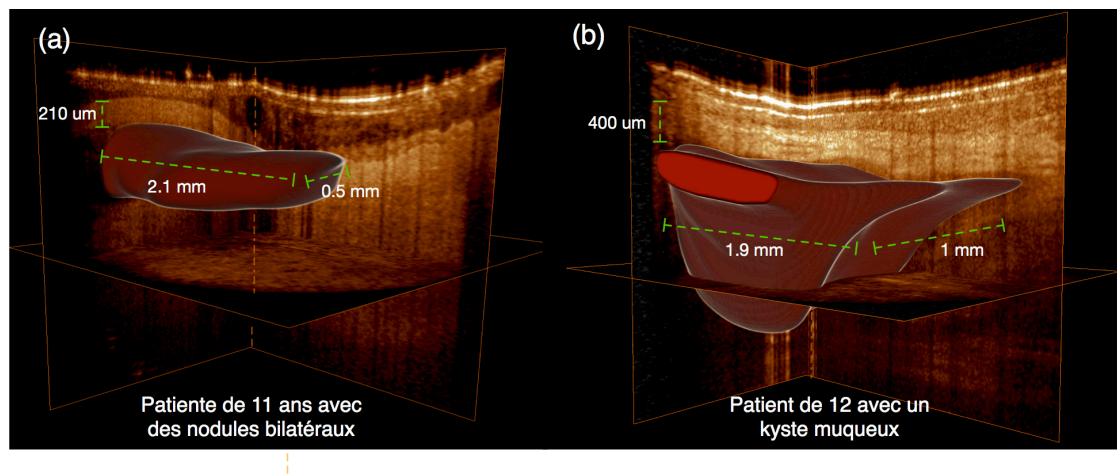 (a)
210 um
2.1 mm
0.5 mm
Patiente de 11 ans avec
des nodules bilatéraux
(b)
400 um
1.9 mm
1 mm
Patient de 12 avec un
kyste muqueux